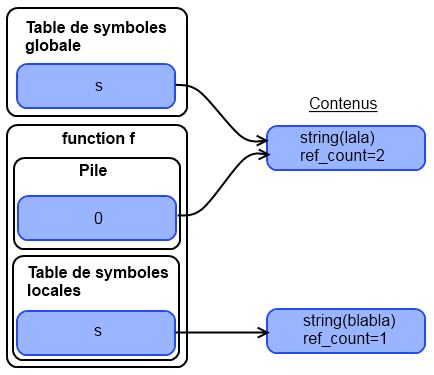 Table de symboles
globale
s
Contenus
string(lala)
ref_count=2
function f
Pile
0
Table de symboles
locales
s
string(blabla)
ref_count=1